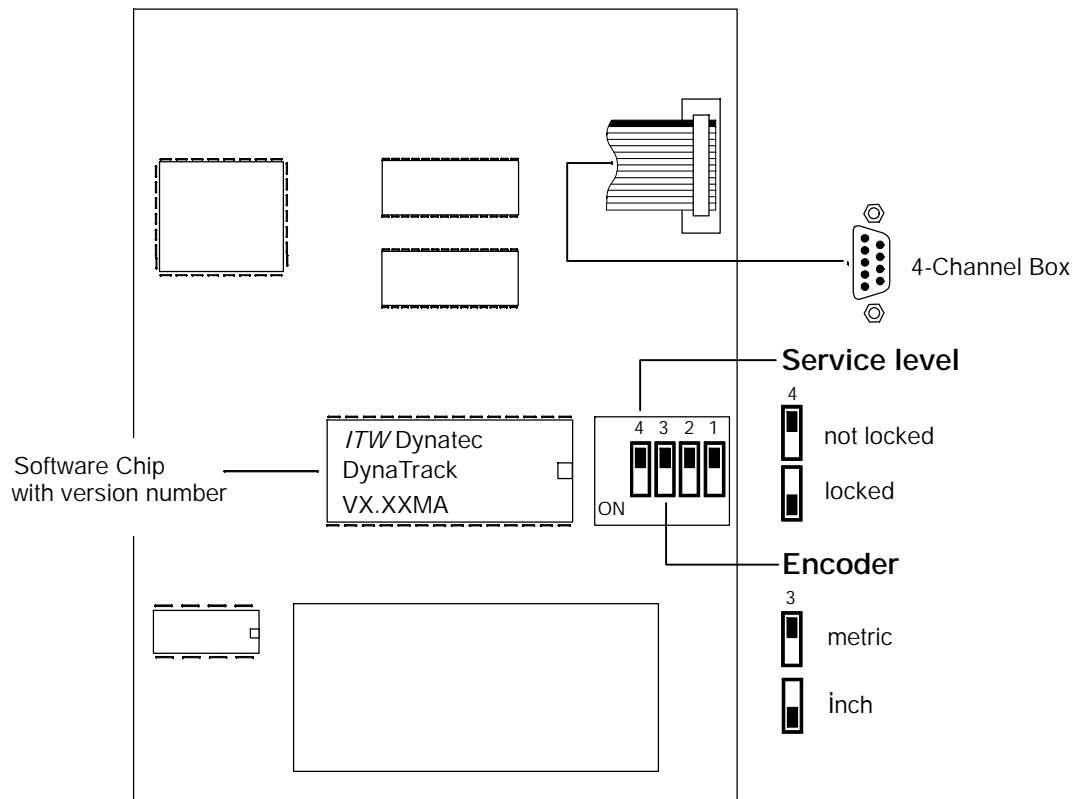 4-Channel Box
Service level
4
not locked
locked
4 3 2 1
ON
ITW Dynatec
DynaTrack
VX.XXMA
Software Chip
with version number
Encoder
3
metric
inch